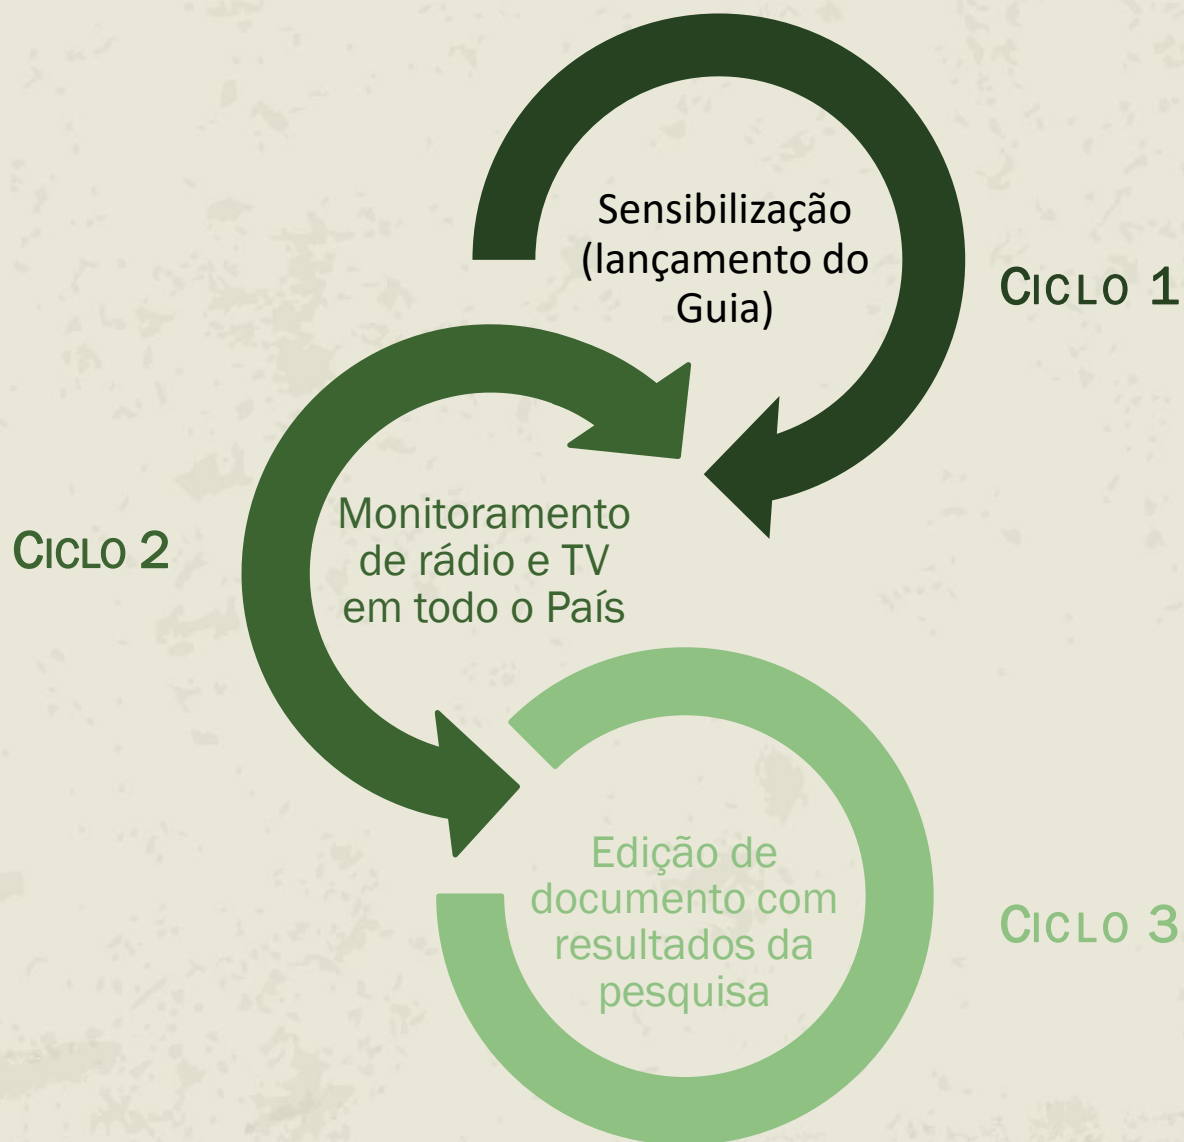 Sensibilização
(lançamento do
Guia)
CICLO 1
CICLO 2
Monitoramento
de rádio e TV
em todo o País
Edição de
documento com
resultados da
pesquisa
CICLO 3